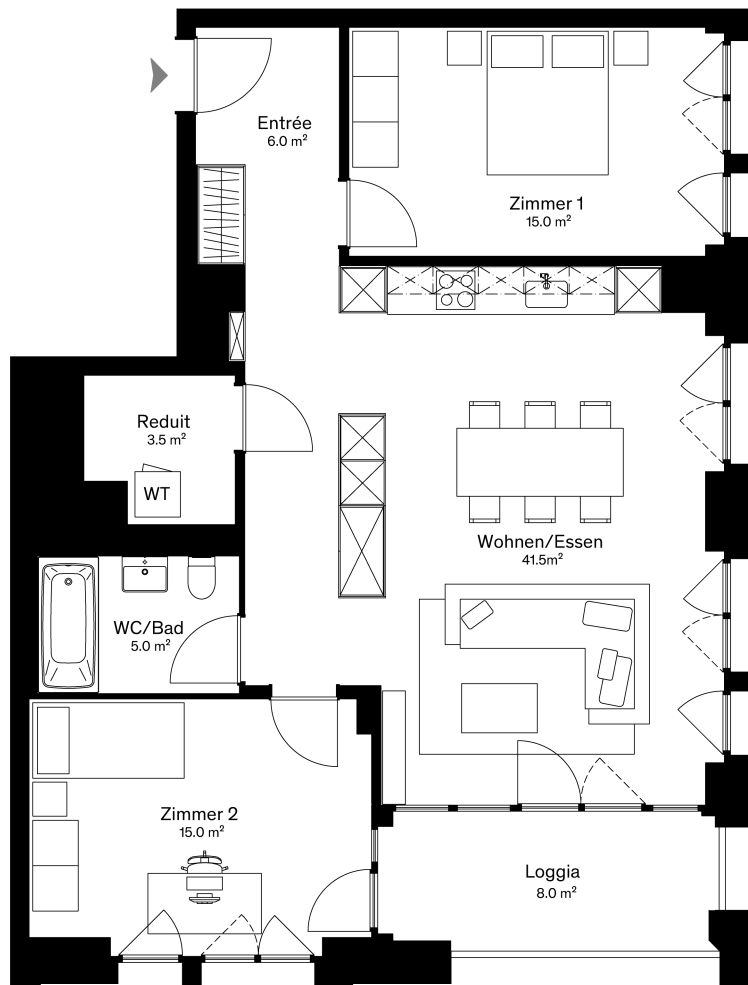 Entrée
6.0 m²
Zimmer 1
15.0 m²
Reduit
3.5 m²
WT
Wohnen/Essen
41.5m²
WC/Bad
5.0 m²
Zimmer 2
15.0 m²
Loggia
8.0 m²